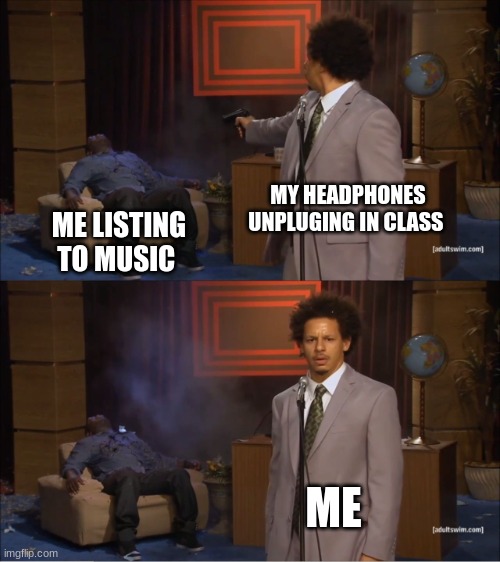 MY HEADPHONES
UNPLUGING IN CLASS
ME LISTING
TO MUSIC
[adultswim.com]
ME
[adultswim.com]
imgflip.com